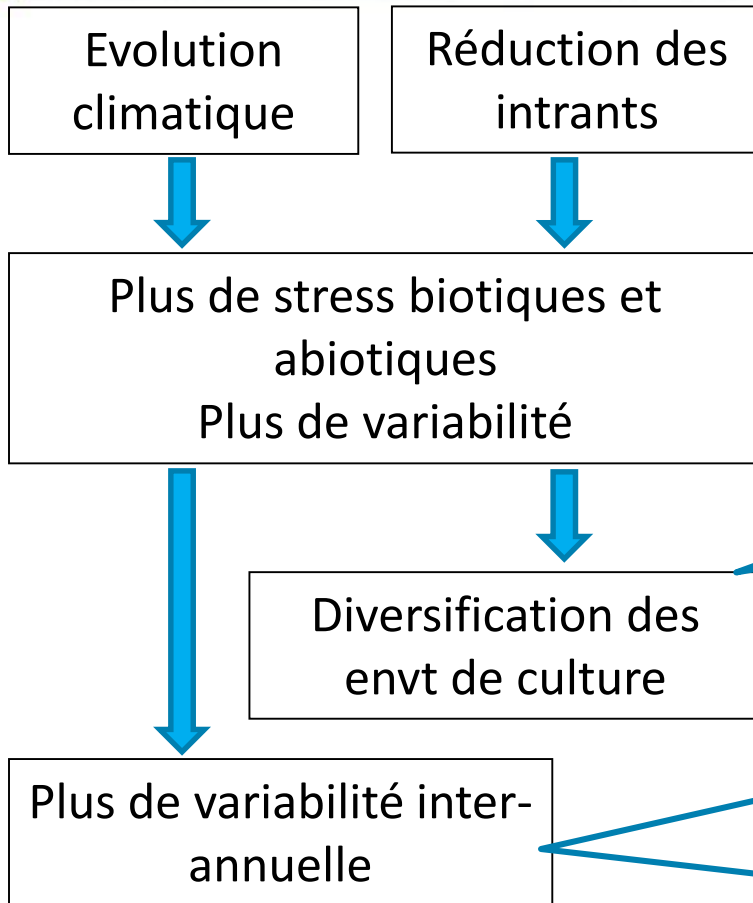 Evolution
climatique
Réduction des
intrants
Plus de stress biotiques et
abiotiques
Plus de variabilité
Diversification des
envt de culture
Plus de variabilité inter-
annuelle